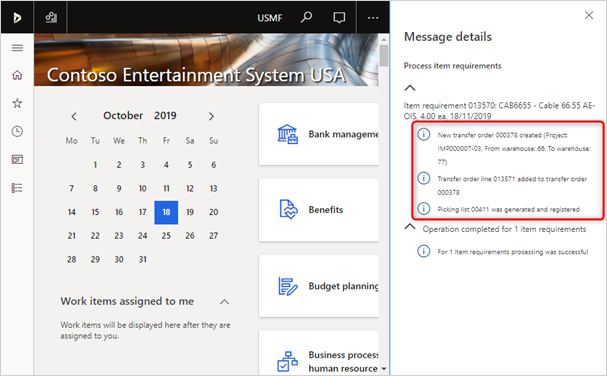 USMF
...
Contoso Entertainment System USA
October 2019
Mo Tu We Th Fr Sa Su
1 2 3 4 5 6
7 8 9 10 11 12 13
14 15 16 17 18 19 20
21 22 23 24 25 26 27
28 29 30 31
Work items assigned to me
Work items will be displayed here after they are
assigned to you.
Bank manageme
Benefits
Budget planning
Business process
human resource
Message details
Process item requirements
Item requirement 013570: CAB6655 - Cable 66.55 AE-
OIS, 4.00 ea, 18/11/2019
New transfer order 000378 created (Project:
IMP000007-03, From warehouse: 66, To warehouse:
77)
Transfer order line 013571 added to transfer order
000378
Picking list 00411 was generated and registered
Operation completed for 1 item requirements
For 1 item requirements processing was successful